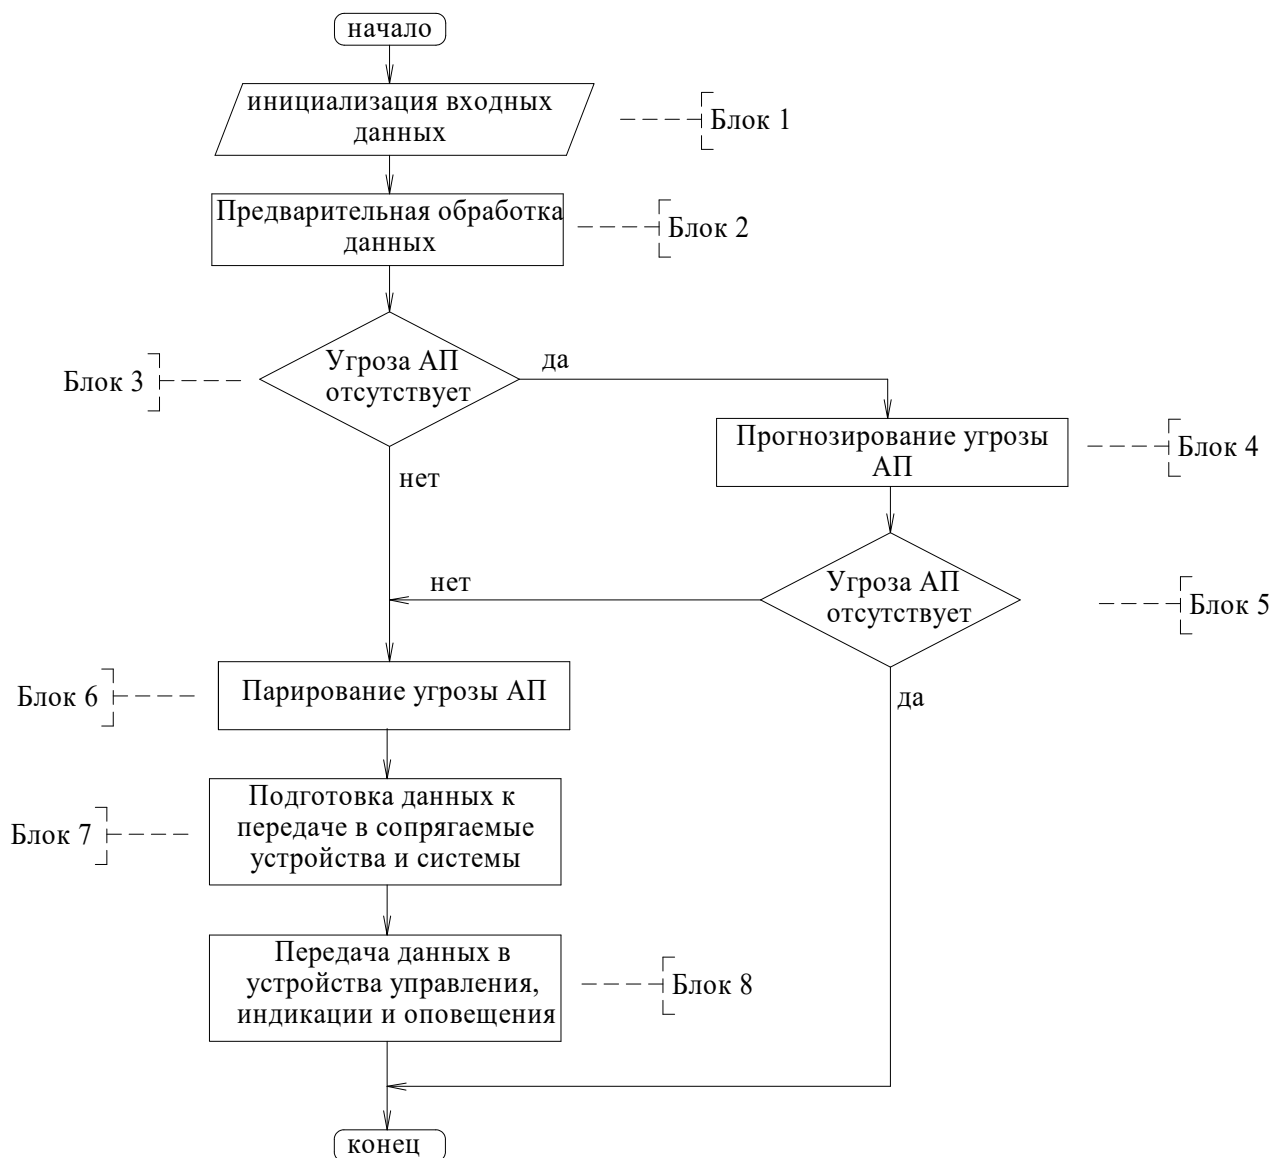 начало
инициализация входных
данных
Блок 1
Предварительная обработка
данных
Блок 2
Угроза АП
отсутствует
да
Блок 3
Прогнозирование угрозы
АП
Блок 4
нет
Угроза АП
отсутствует
нет
Блок 5
Парирование угрозы АП
Блок 6
да
Подготовка данных к
передаче в сопрягаемые
устройства и системы
Блок 7
Передача данных в
устройства управления,
индикации и оповещения
Блок 8
конец